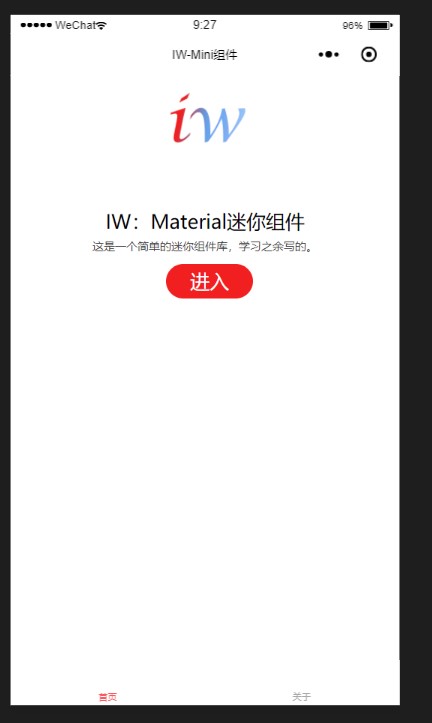 WeChat
9:27
96%
IW-Mini组件
iw
IW：Material迷你组件
这是一个简单的迷你组件库，学习之余写的。
进入
首页
关于